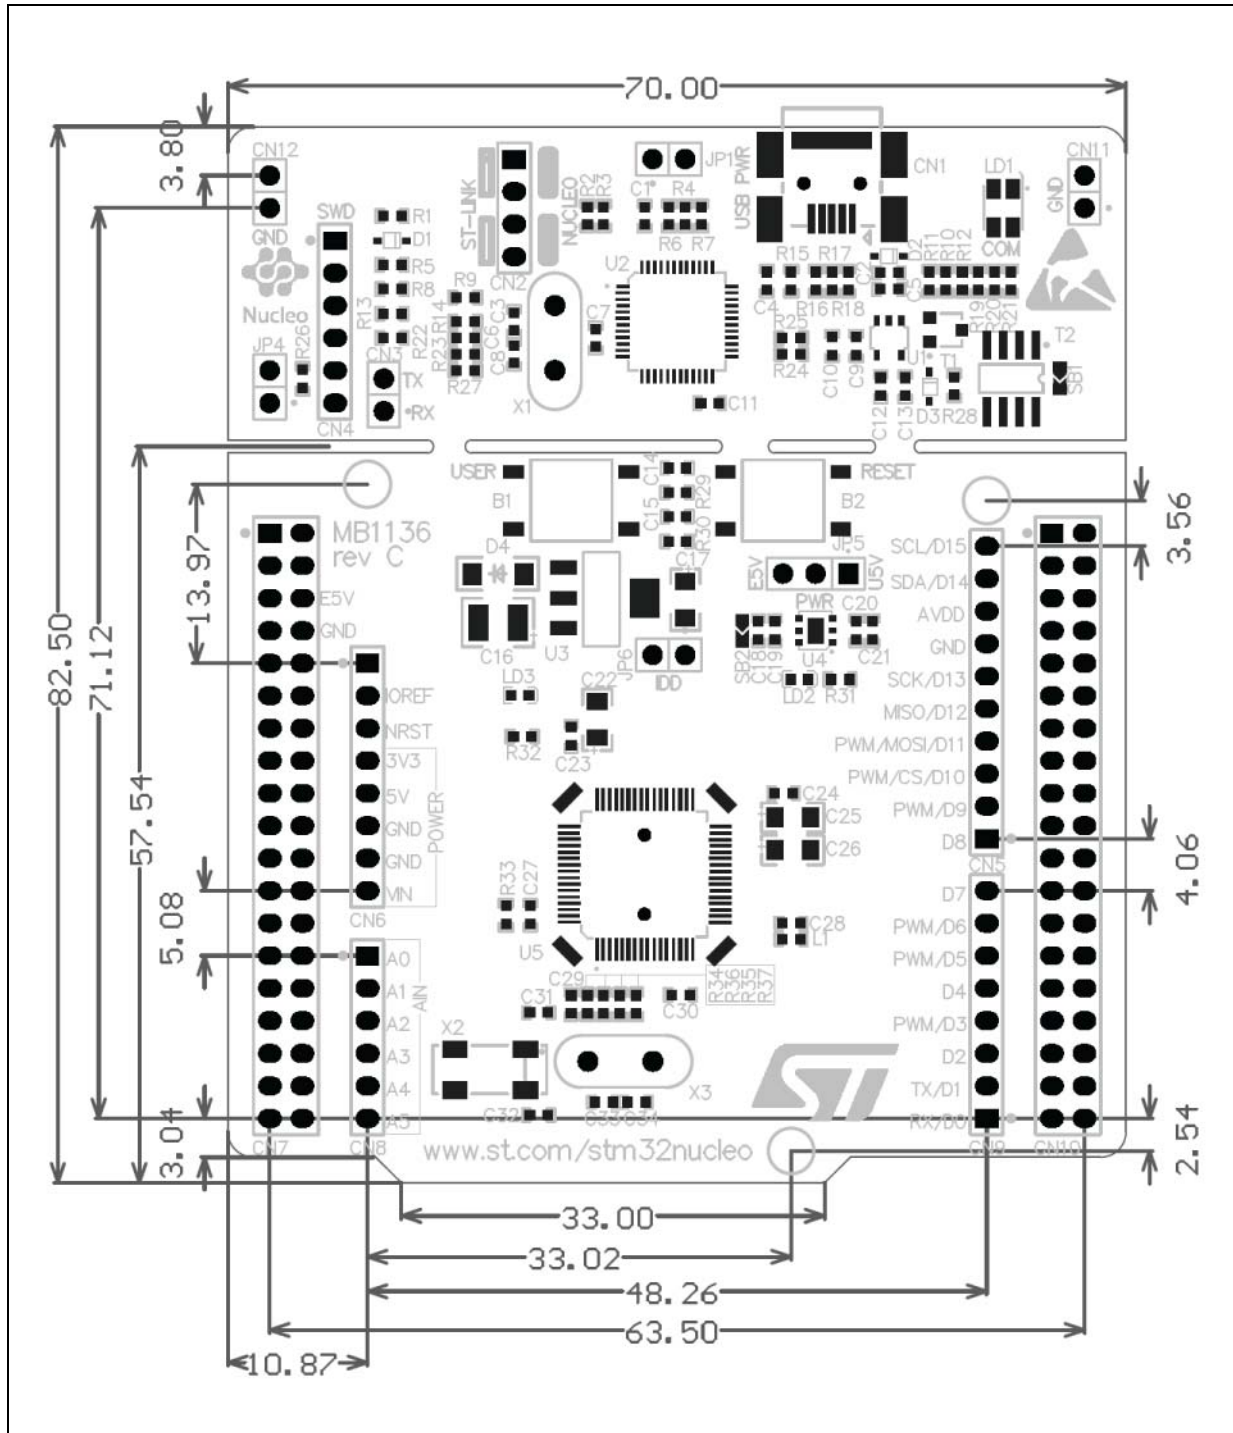 70.00
3.80
82.50
71.12
57.54
13.97
5.08
3.04
3.56
4.06
2.54
33.00
33.02
48.26
63.50
10.87
CN12
GND
SWD
Nucleo
JP4
R26
CN4
R1
D1
R5
R8
R13
R22
CN3
TX
RX
ST-LINK
NUCLEO
CN2
R9
R14
R23
R27
C3
C6
C8
X1
C7
R2
R3
C1
R4
R6
R7
JP1
U2
C11
USB PWR
CN1
LD1
COM
CN11
GND
R15
R17
C4
R16
R18
C2
D2
C5
R11
R10
R12
R19
R20
R21
R25
R24
C10
C9
U1
T1
C12
C13
D3
R28
T2
SB1
USER
B1
C14
R29
C15
R30
RESET
B2
MB1136
rev C
E5V
GND
D4
C16
U3
C17
JP6
IDD
E5V
JP5
U5V
PWR
SB2
C18
C19
U4
C20
C21
LD2
R31
LD3
R32
C22
C23
IOREF
NRST
3V3
5V
GND
GND
VIN
POWER
CN6
A0
A1
A2
A3
A4
A5
AIN
CN8
CN7
SCL/D15
SDA/D14
AVDD
GND
SCK/D13
MISO/D12
PWM/MOSI/D11
PWM/CS/D10
PWM/D9
D8
CN5
D7
PWM/D6
PWM/D5
D4
PWM/D3
D2
TX/D1
RX/D0
CN9
CN10
C24
C25
C26
R33
C27
U5
C28
L1
C29
R34
R36
R35
R37
C31
C30
X2
X3
C32
C33
C34
ST
www.st.com/stm32nucleo